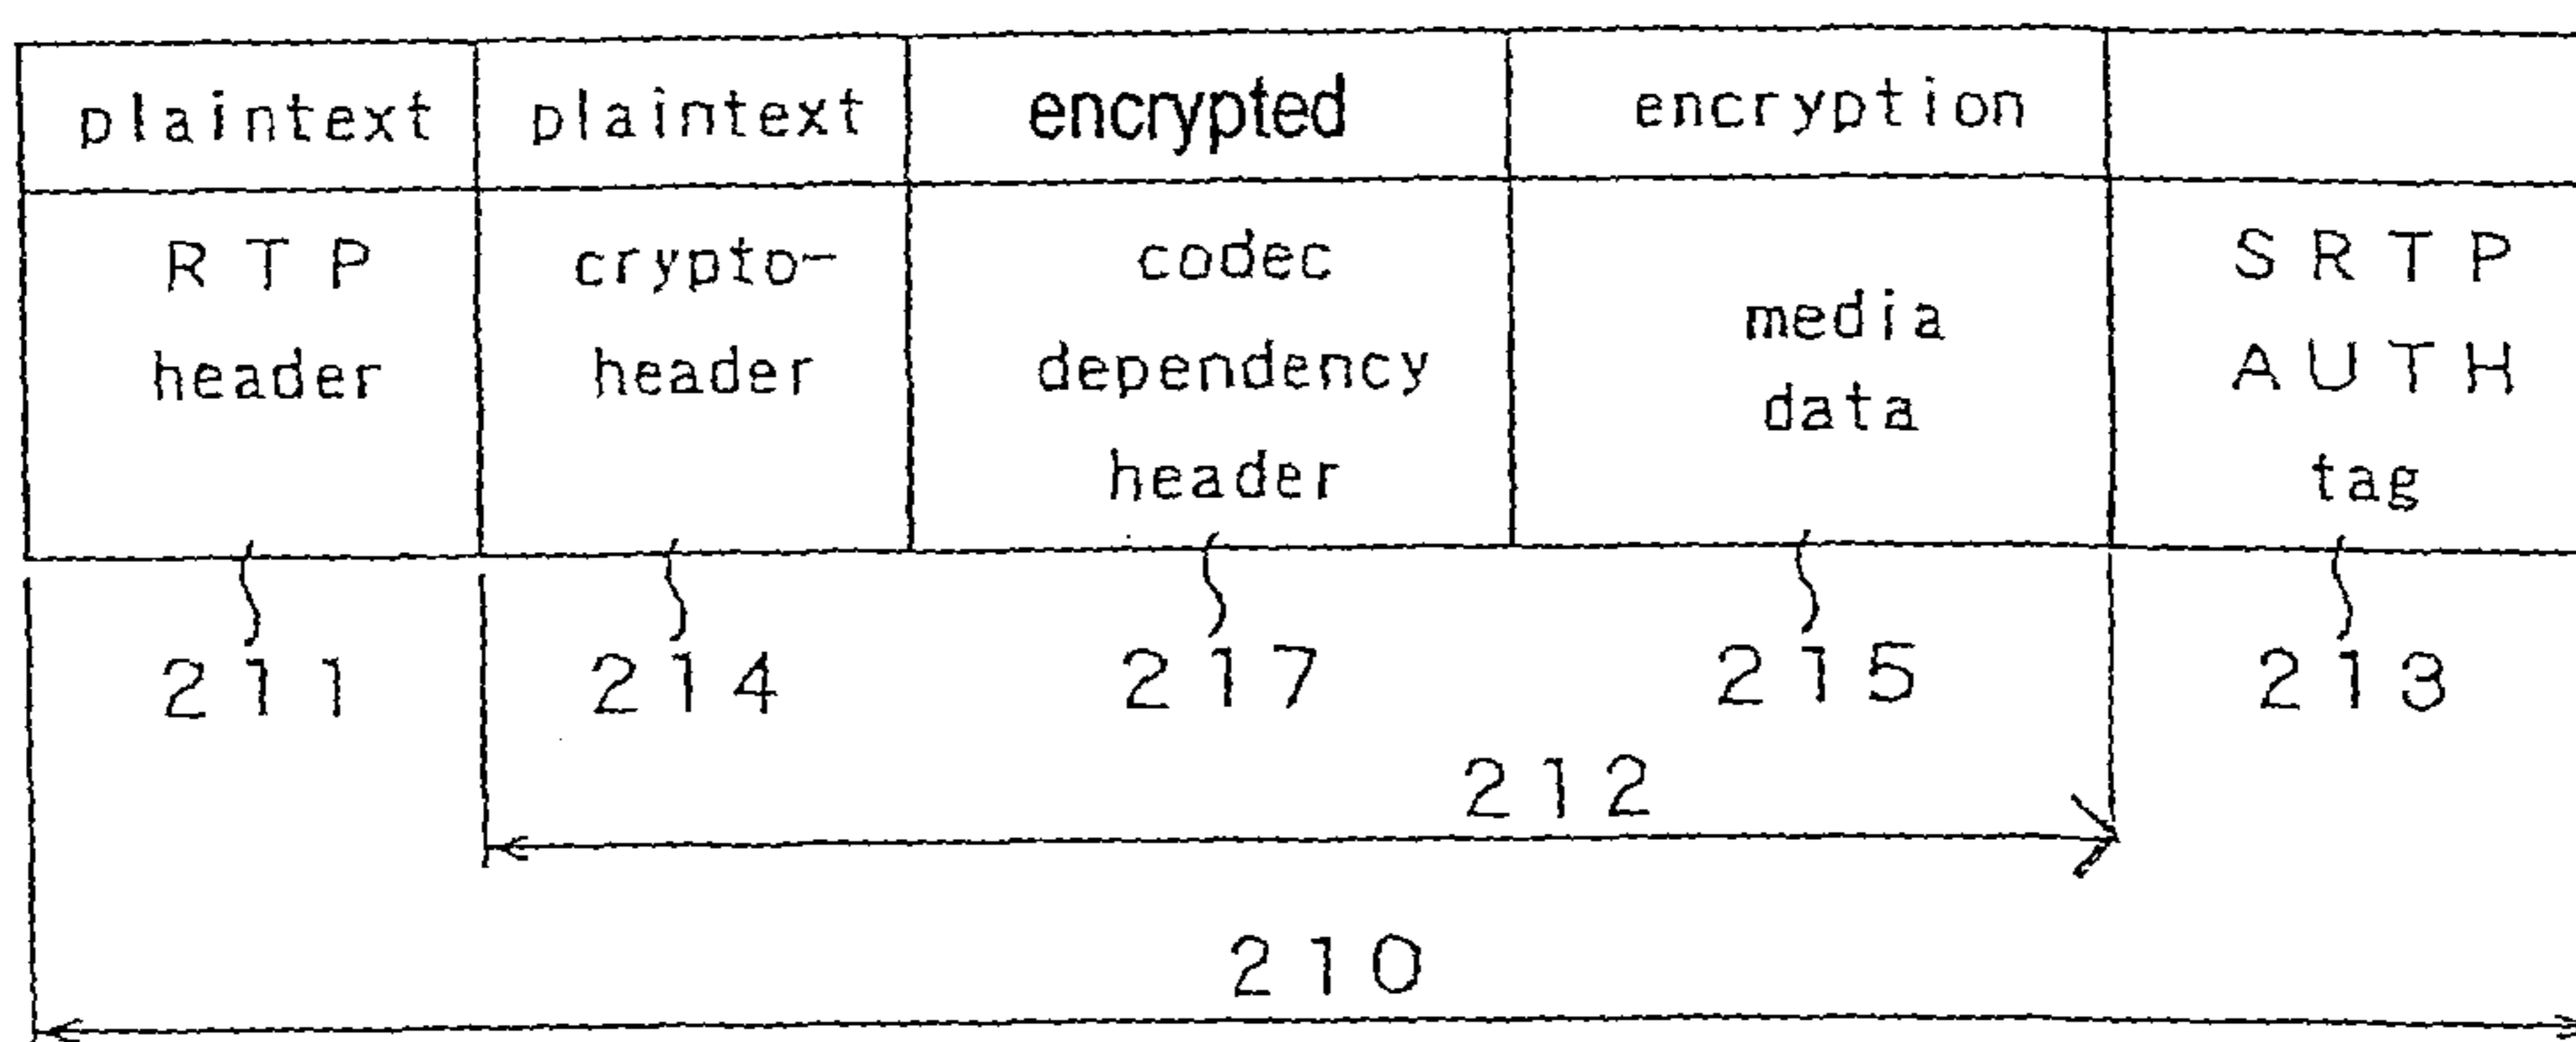 plaintext plaintext encrypted encryption
RTP header
crypto-
header
codec
dependency
header
media
data
SRTP
AUTH
tag
211 214 217 215 213
212
210